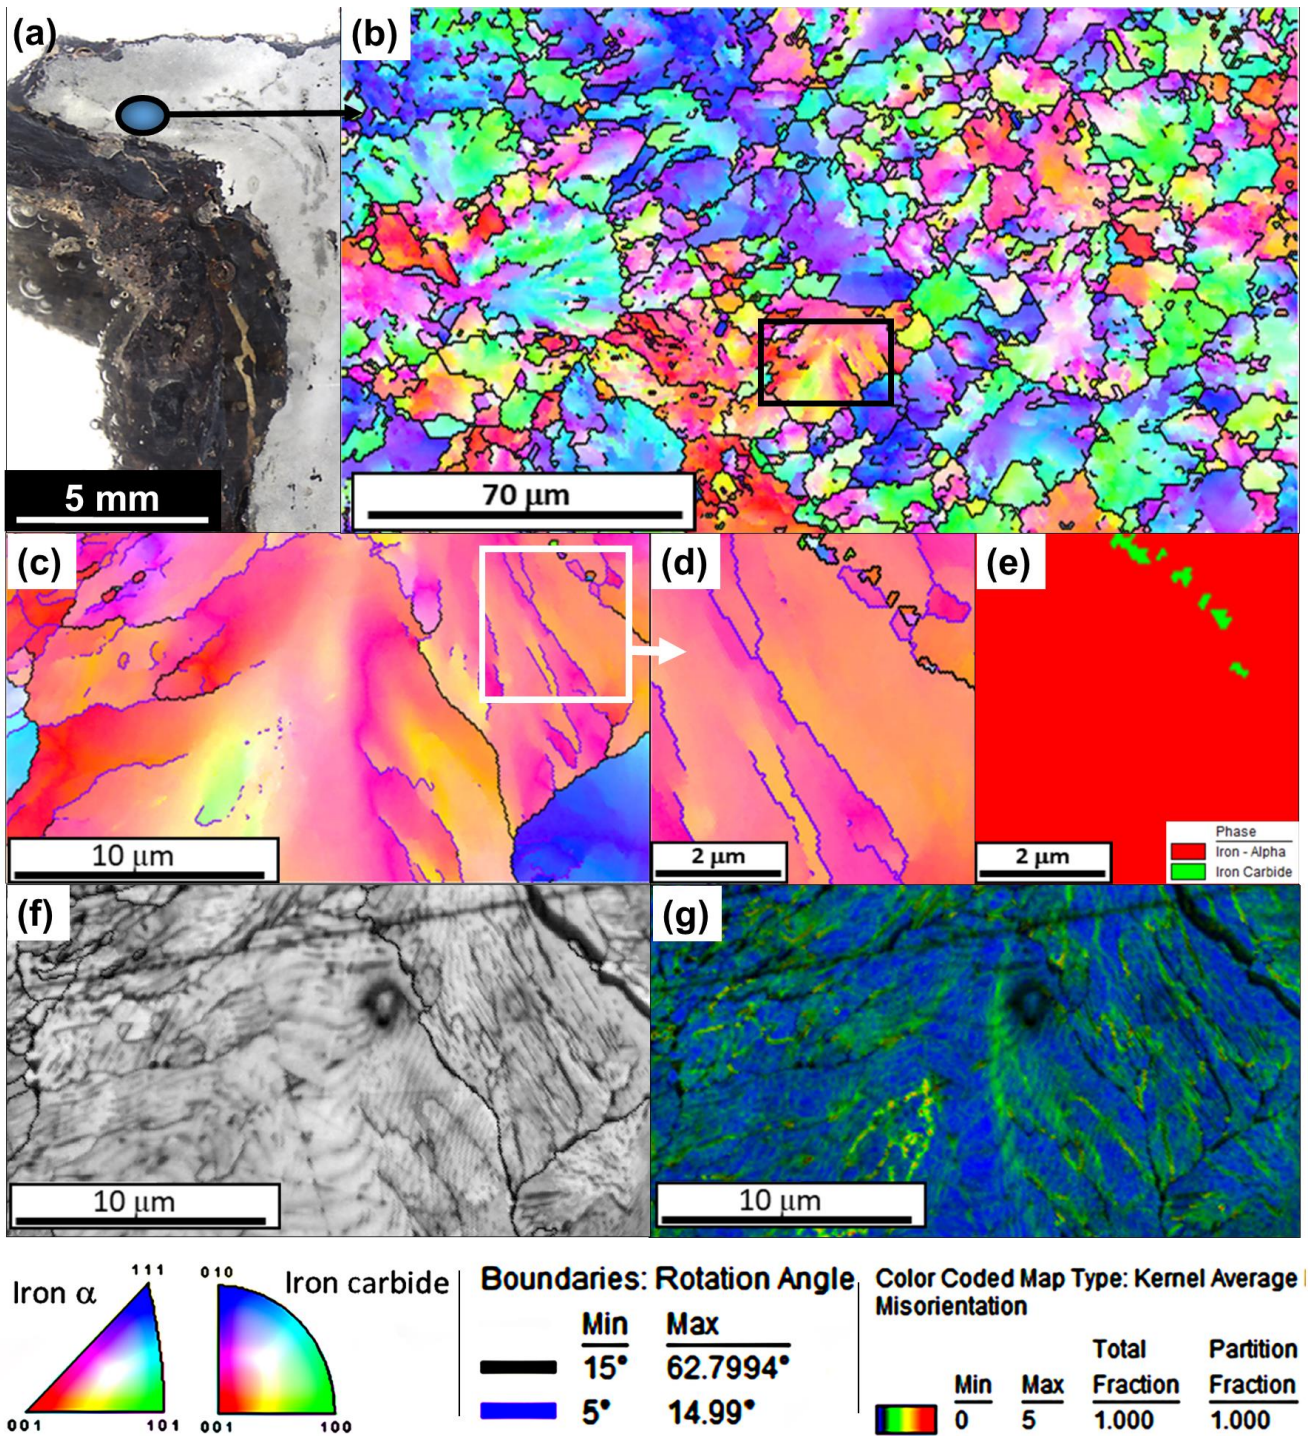 (a)
(b)
5 mm
70 μm
(c)
(d)
(e)
10 μm
2 μm
2 μm
Phase
Iron - Alpha
Iron Carbide
(f)
(g)
10 μm
10 μm
Iron α
111
001
101
010
Iron carbide
001
100
Boundaries: Rotation Angle
Min Max
15° 62.7994°
5° 14.99°
Color Coded Map Type: Kernel Average
Misorientation
Total Partition
Min Max Fraction Fraction
0 5 1.000 1.000